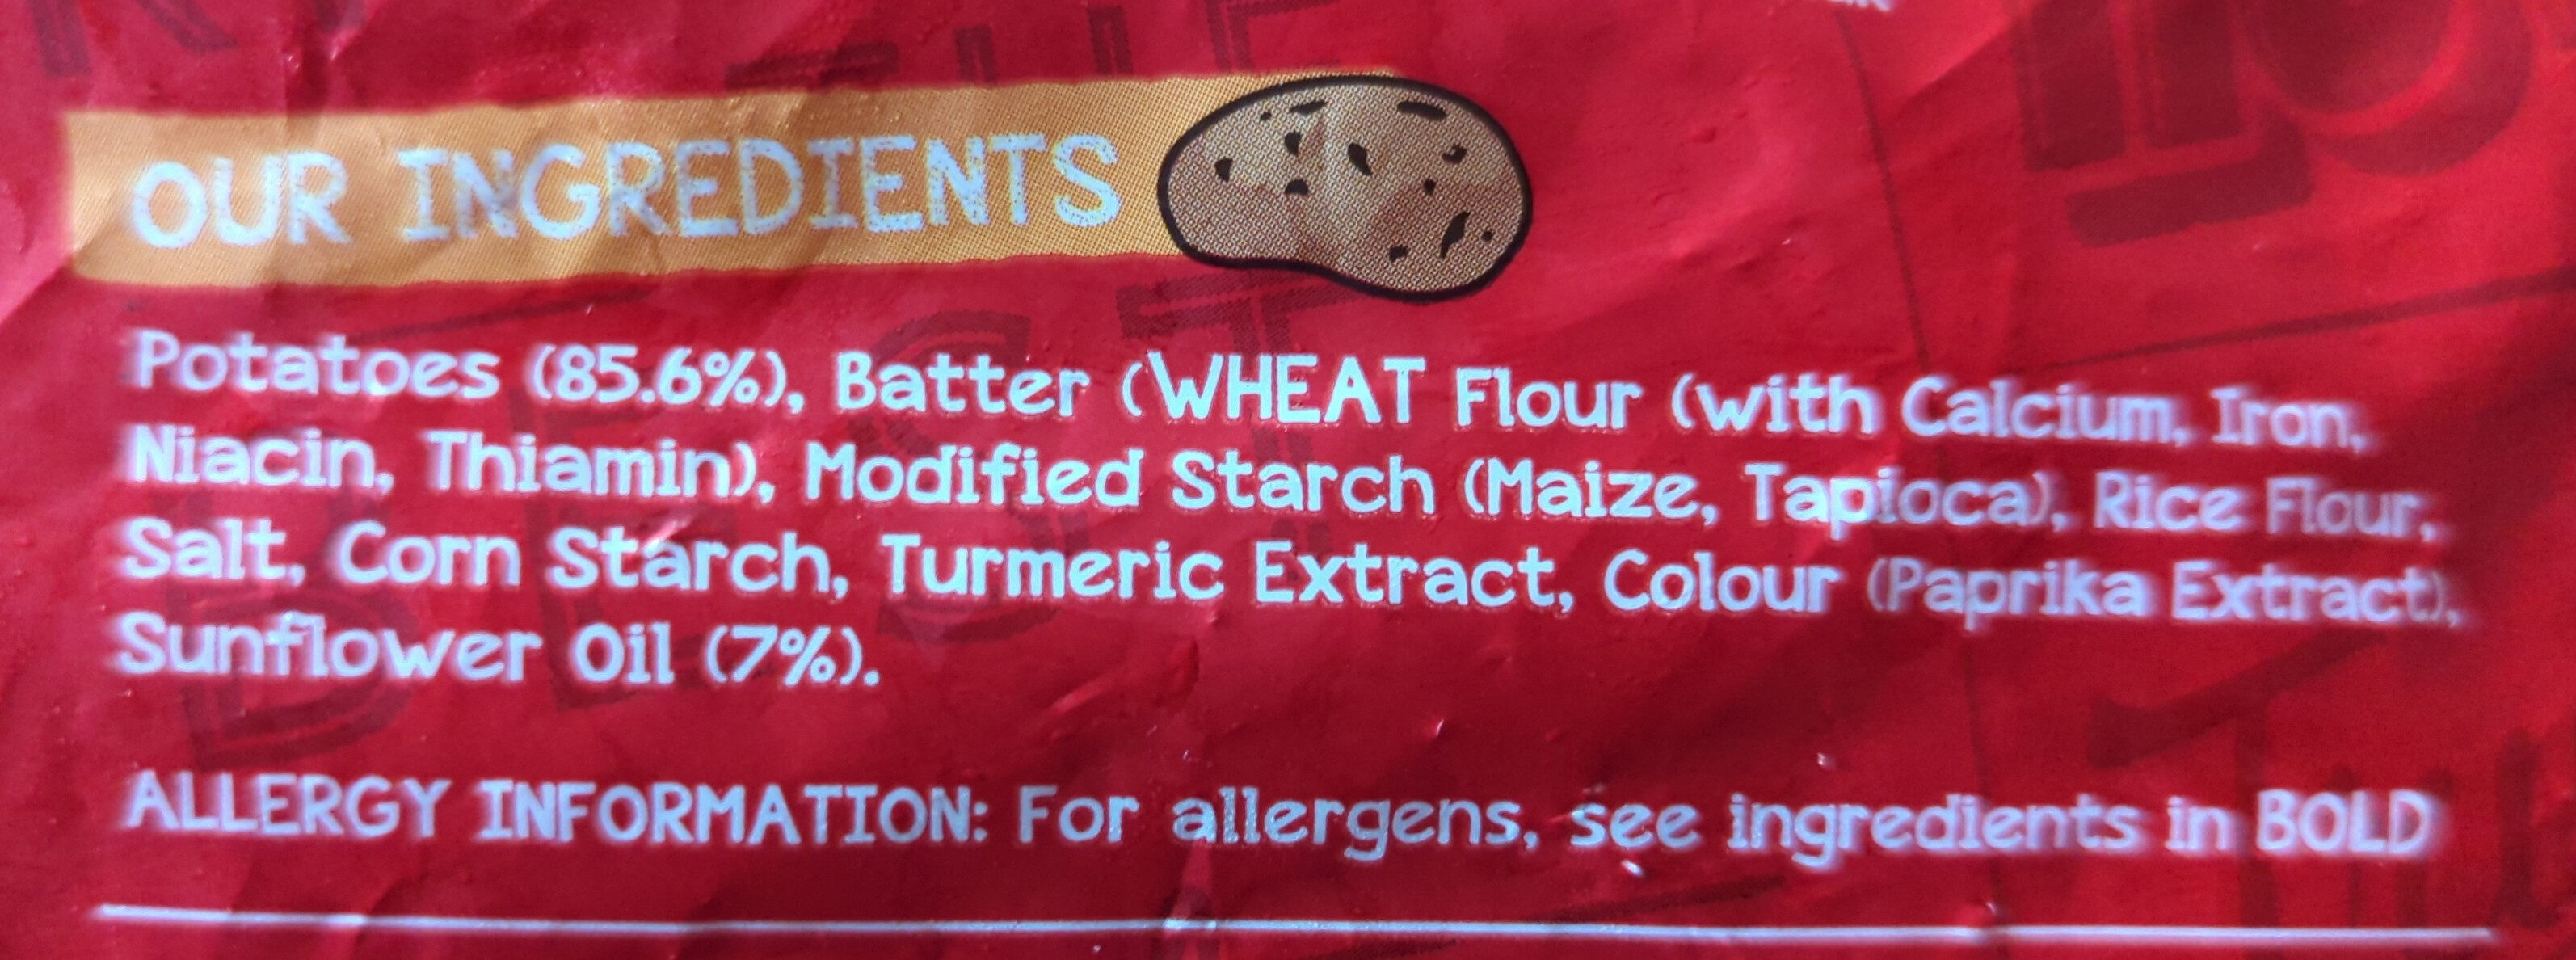 OUR INGREDIENTS
Potatoes (85.6%), Batter (WHEAT Flour (with Calcium, Iron,
Niacin, Thiamin), Modified Starch (Maize, Tapioca), Rice Flour,
Salt, Corn Starch, Turmeric Extract, Colour (Paprika Extract),
Sunflower Oil (7%).
ALLERGY INFORMATION: For allergens, see ingredients in BOLD